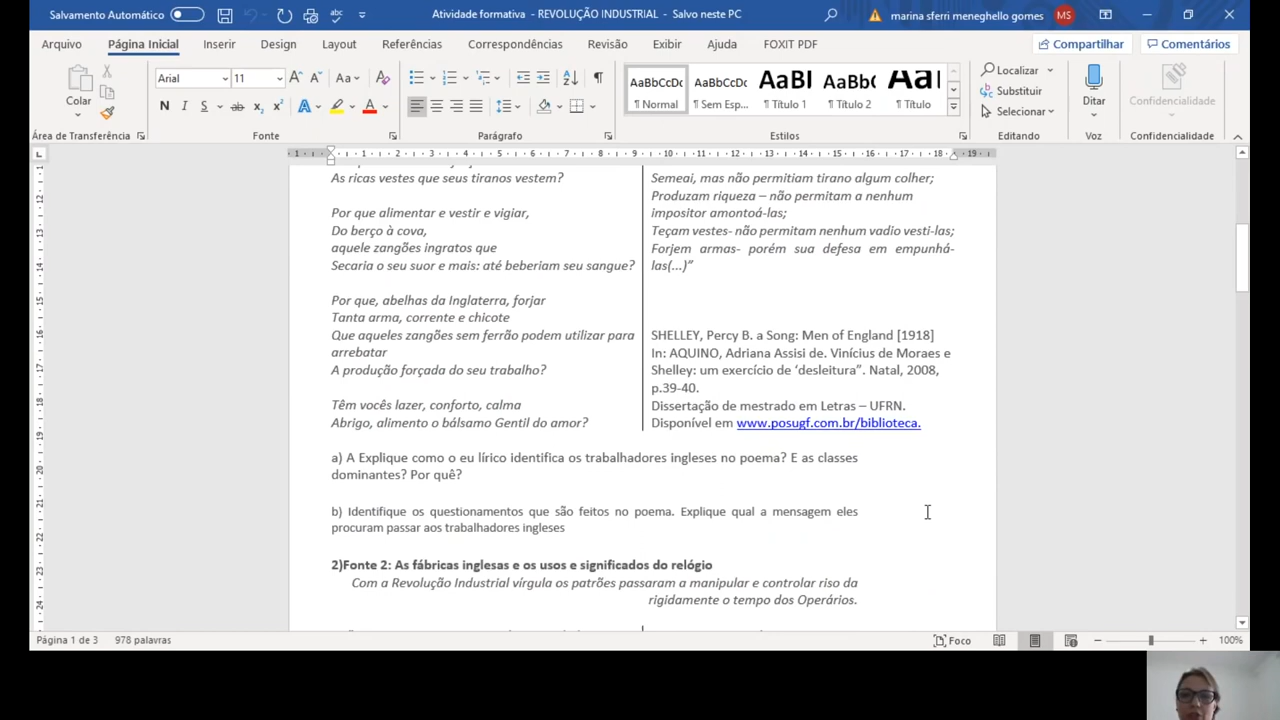 Salvamento Automático
Atividade formativa - REVOLUÇÃO INDUSTRIAL - Salvo neste PC
marina sferri meneghello gomes
MS
Arquivo
Página Inicial
Inserir
Design
Layout
Referências
Correspondências
Revisão
Exibir
Ajuda
FOXIT PDF
Compartilhar
Comentários
Colar
Arial
11
N I S
AaBbCcDc
AaBbCcDc
AaBl
AaBb(
AaI
¶ Normal
¶ Sem Esp...
¶ Título 1
¶ Título 2
¶ Título
Localizar
Substituir
Selecionar
Ditar
Confidencialidade
Área de Transferência
Fonte
Parágrafo
Estilos
Editando
Voz
Confidencialidade
As ricas vestes que seus tiranos vestem?
Por que alimentar e vestir e vigiar,
Do berço à cova,
aquele zangões ingratos que
Secaria o seu suor e mais: até beberiam seu sangue?
Por que, abelhas da Inglaterra, forjar
Tanta arma, corrente e chicote
Que aqueles zangões sem ferrão podem utilizar para
arrebatar
A produção forçada do seu trabalho?
Têm vocês lazer, conforto, calma
Abrigo, alimento o bálsamo Gentil do amor?
Semeai, mas não permitiam tirano algum colher;
Produzam riqueza – não permitam a nenhum
impositor amontoá-las;
Teçam vestes- não permitam nenhum vadio vesti-las;
Forjem armas- porém sua defesa em empunhá-
las(...)”
SHELLEY, Percy B. a Song: Men of England [1918]
In: AQUINO, Adriana Assisi de. Vinícius de Moraes e
Shelley: um exercício de ‘desleitura”. Natal, 2008,
p.39-40.
Dissertação de mestrado em Letras – UFRN.
Disponível em www.posugf.com.br/biblioteca.
a) A Explique como o eu lírico identifica os trabalhadores ingleses no poema? E as classes
dominantes? Por quê?
b) Identifique os questionamentos que são feitos no poema. Explique qual a mensagem eles
procuram passar aos trabalhadores ingleses
2)Fonte 2: As fábricas inglesas e os usos e significados do relógio
Com a Revolução Industrial vírgula os patrões passaram a manipular e controlar riso da
rigidamente o tempo dos Operários.
Página 1 de 3
978 palavras
Foco
100%